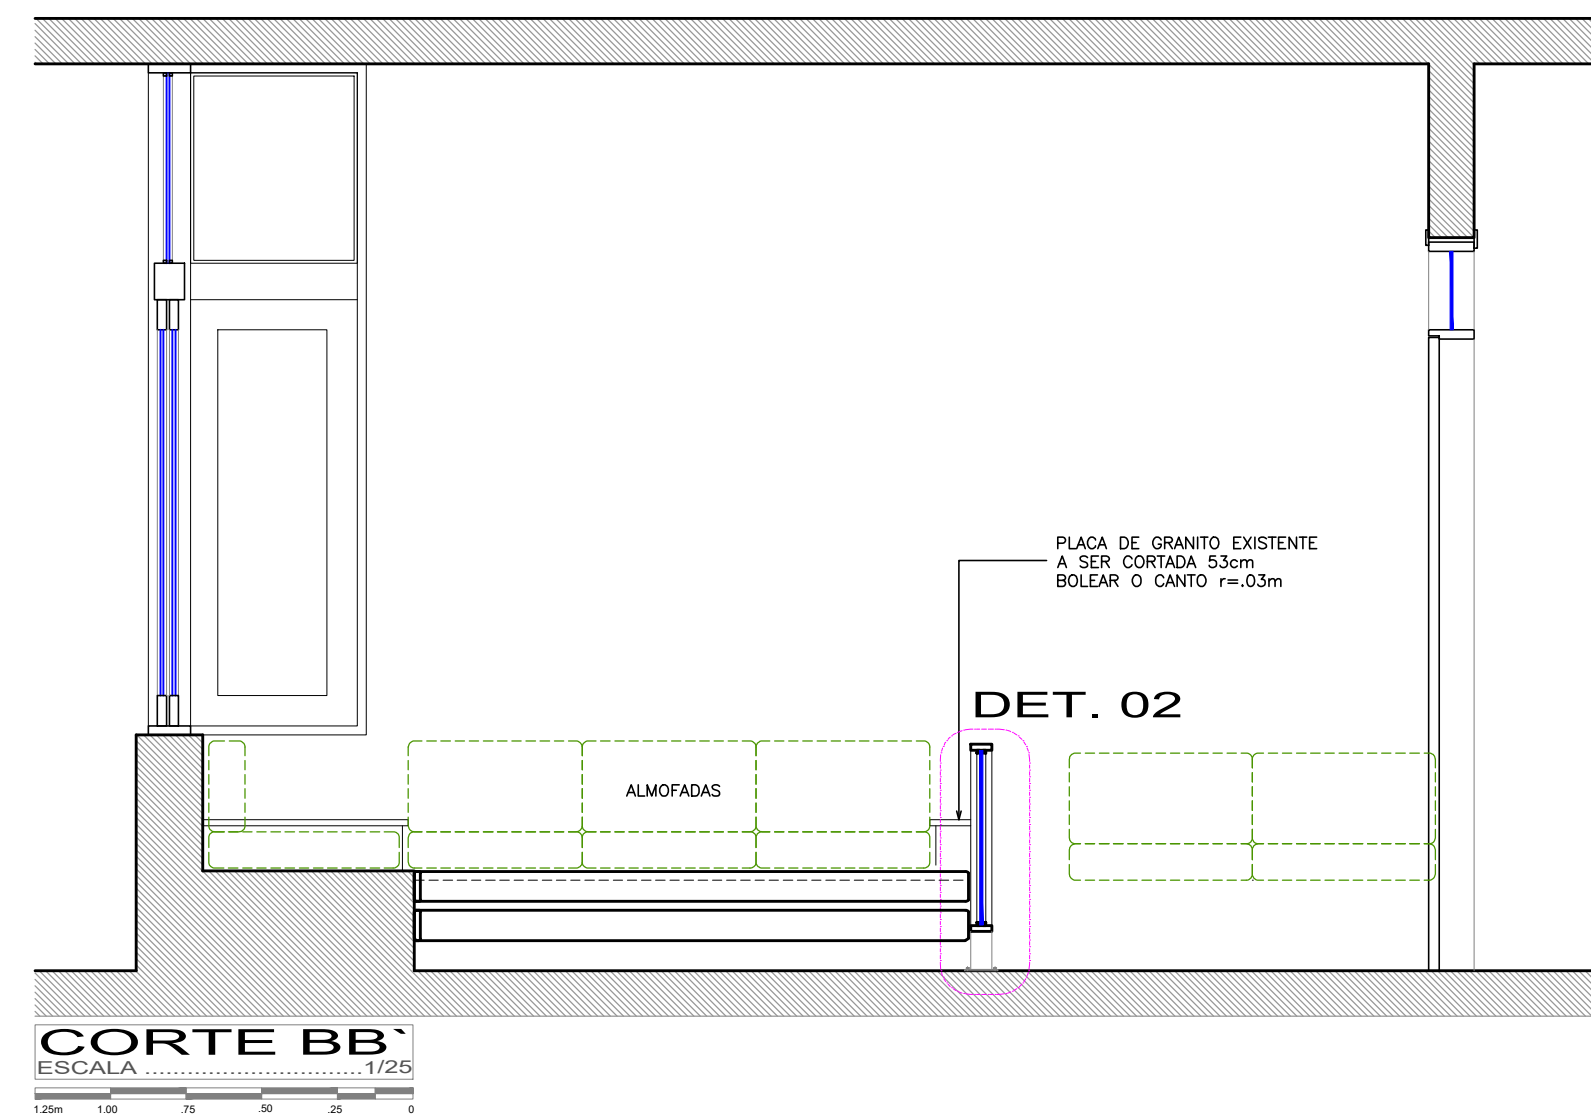 PLACA DE GRANITO EXISTENTE
A SER CORTADA 53cm
BOLEAR O CANTO r=.03m
DET. 02
ALMOFADAS
CORTE BB`
ESCALA ...............................1/25
1.25m 1.00 .75 .50 .25 0